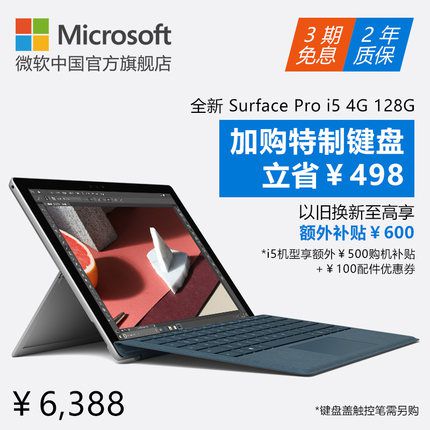 Microsoft
微软中国官方旗舰店
3期
免息
2年
质保
全新 Surface Pro i5 4G 128G
加购特制键盘
立省￥498
以旧换新至高享
额外补贴￥600
*i5机型享额外￥500购机补贴
+￥100配件优惠券
￥6,388
*键盘盖触控笔需另购